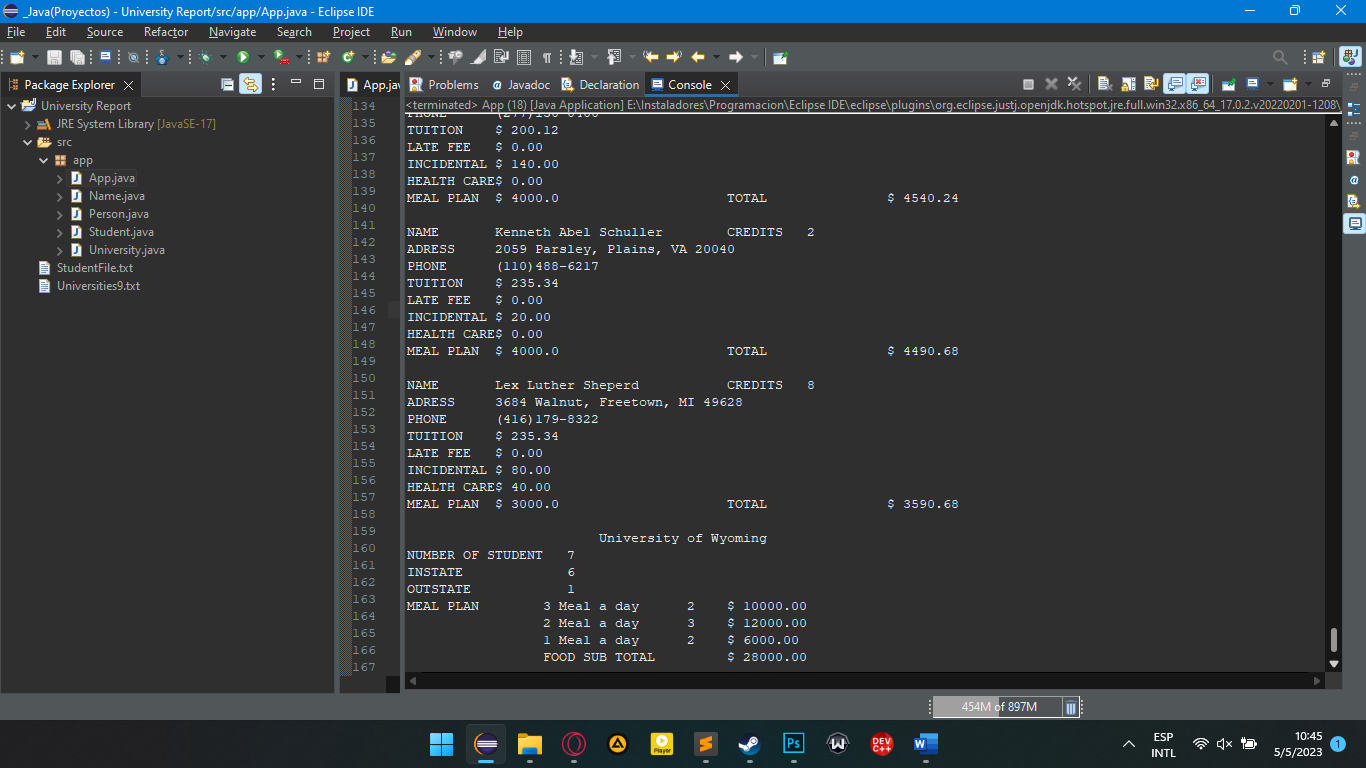 _Java(Proyectos) - University Report/src/app/App.java - Eclipse IDE
File Edit Source Refactor Navigate Search Project Run Window Help
Package Explorer
App.jav
Problems Javadoc Declaration Console
University Report
JRE System Library [JavaSE-17]
src
app
App.java
Name.java
Person.java
Student.java
University.java
StudentFile.txt
Universities9.txt
134
135
136
137
138
139
140
141
142
143
144
145
146
147
148
149
150
151
152
153
154
155
156
157
158
159
160
161
162
163
164
165
166
167
<terminated> App (18) [Java Application] E:\Instaladores\Programacion\Eclipse IDE\eclipse\plugins\org.eclipse.justj.openjdk.hotspot.jre.full.win32.x86_64_17.0.2.v20220201-1208\
PHONE
TUITION $ 200.12
LATE FEE $ 0.00
INCIDENTAL $ 140.00
HEALTH CARE$ 0.00
MEAL PLAN $ 4000.0 TOTAL $ 4540.24
NAME Kenneth Abel Schuller CREDITS 2
ADRESS 2059 Parsley, Plains, VA 20040
PHONE (110)488-6217
TUITION $ 235.34
LATE FEE $ 0.00
INCIDENTAL $ 20.00
HEALTH CARE$ 0.00
MEAL PLAN $ 4000.0 TOTAL $ 4490.68
NAME Lex Luther Sheperd CREDITS 8
ADRESS 3684 Walnut, Freetown, MI 49628
PHONE (416)179-8322
TUITION $ 235.34
LATE FEE $ 0.00
INCIDENTAL $ 80.00
HEALTH CARE$ 40.00
MEAL PLAN $ 3000.0 TOTAL $ 3590.68
University of Wyoming
NUMBER OF STUDENT 7
INSTATE 6
OUTSTATE 1
MEAL PLAN 3 Meal a day 2 $ 10000.00
2 Meal a day 3 $ 12000.00
1 Meal a day 2 $ 6000.00
FOOD SUB TOTAL $ 28000.00
454M of 897M
Player
Ps
DEV C++
W
ESP
INTL
10:45
5/5/2023
1